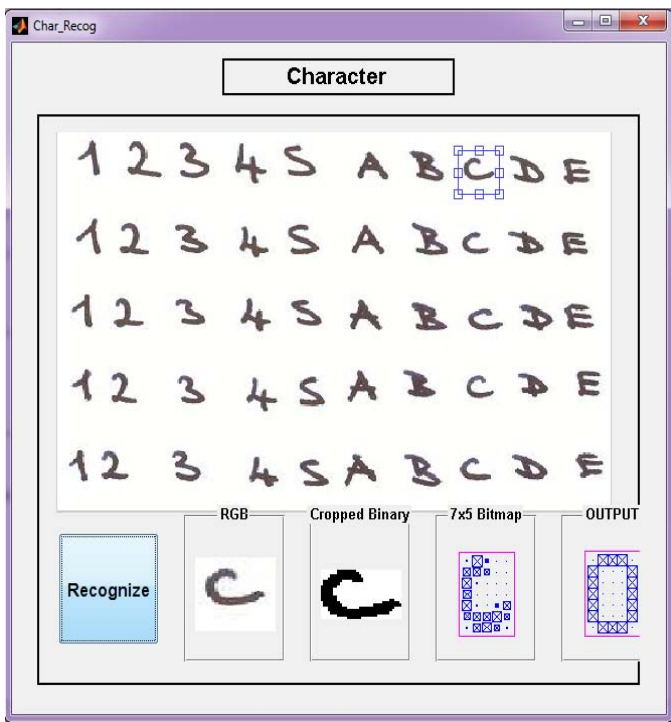 Char_Recog
Character
1 2 3 4 5 A B C D E
1 2 3 4 5 A B C D E
1 2 3 4 5 A B C D E
1 2 3 4 5 A B C D E
1 2 3 4 5 A B C D E
RGB Cropped Binary 7x5 Bitmap OUTPUT
Recognize C C